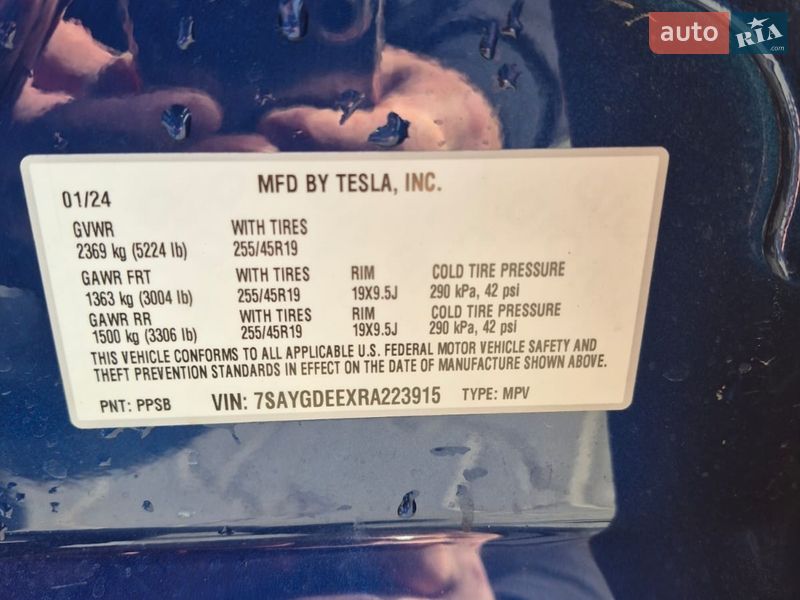 auto RIA.com
01/24 MFD BY TESLA, INC.
GVWR WITH TIRES
2369 kg (5224 lb) 255/45R19
GAWR FRT WITH TIRES RIM COLD TIRE PRESSURE
1363 kg (3004 lb) 255/45R19 19X9.5J 290 kPa, 42 psi
GAWR RR WITH TIRES RIM COLD TIRE PRESSURE
1500 kg (3306 lb) 255/45R19 19X9.5J 290 kPa, 42 psi
THIS VEHICLE CONFORMS TO ALL APPLICABLE U.S. FEDERAL MOTOR VEHICLE SAFETY AND
THEFT PREVENTION STANDARDS IN EFFECT ON THE DATE OF MANUFACTURE SHOWN ABOVE.
PNT: PPSB VIN: 7SAYGDEEXRA223915 TYPE: MPV